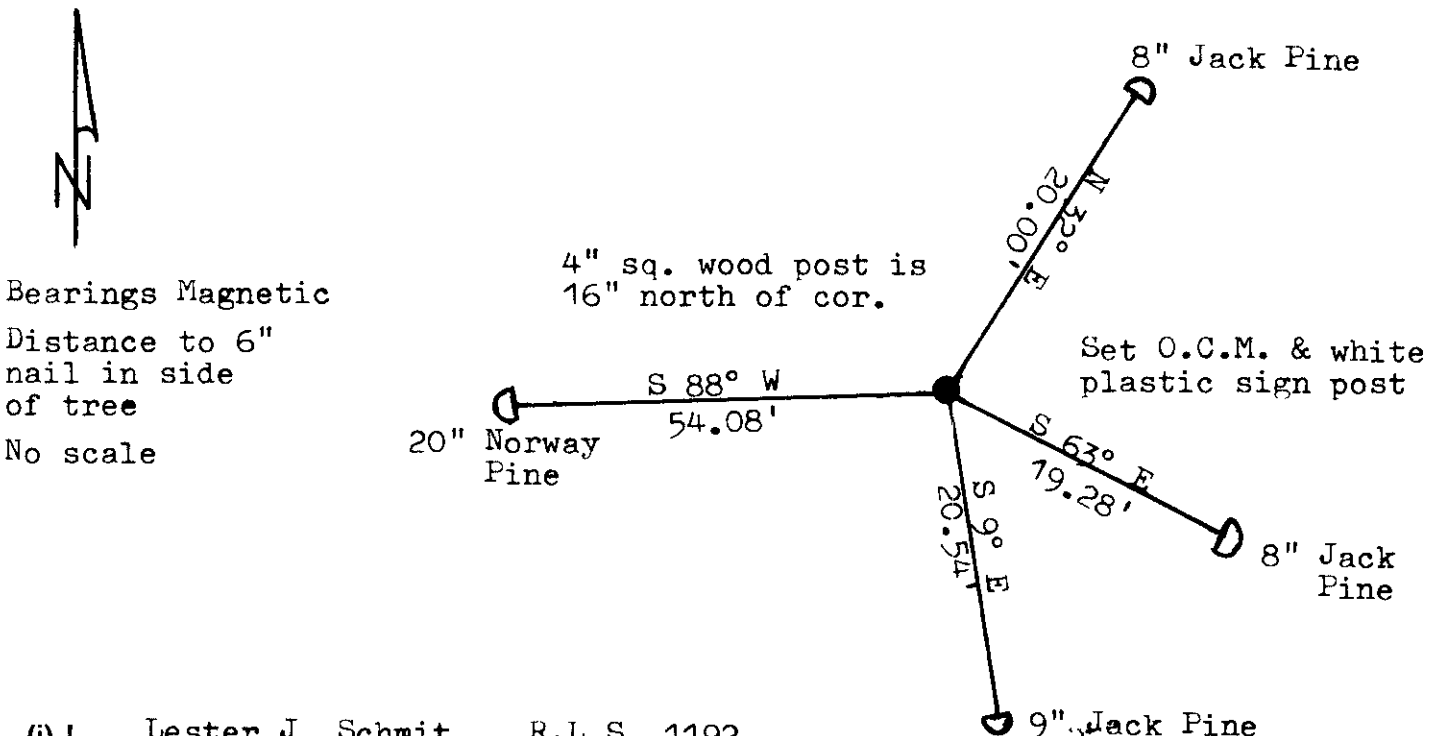 8" Jack Pine
N
N 32° E
20.00'
4" sq. wood post is
16" north of cor.
Bearings Magnetic
Distance to 6"
nail in side
of tree
No scale
Set O.C.M. & white
plastic sign post
S 88° W
54.08'
20" Norway
Pine
S 63° E
19.28'
S 9° E
20.54'
8" Jack
Pine
9" Jack Pine
(i) I Lester J. Schmit R.L.S. 1192